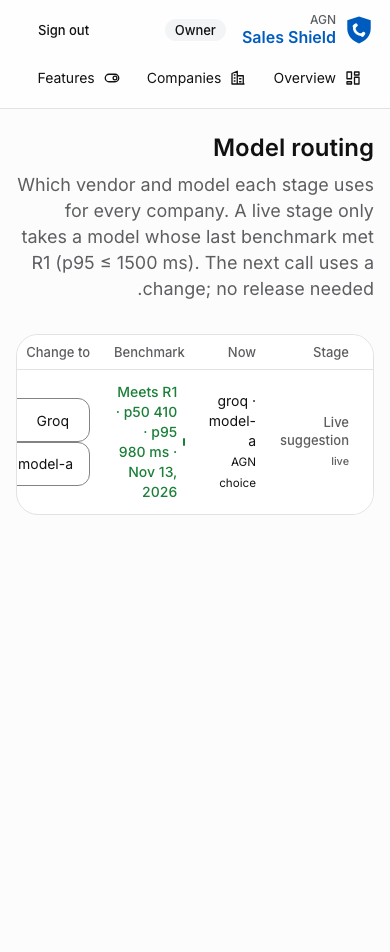 AGN
Sales Shield
Owner
Sign out
Overview
Companies
Features
Model routing
Which vendor and model each stage uses
for every company. A live stage only
takes a model whose last benchmark met
R1 (p95 ≤ 1500 ms). The next call uses a
.change; no release needed
Stage
Now
Benchmark
Change to
Live
suggestion
live
groq ·
model-
a
AGN
choice
Meets R1
· p50 410
· p95
980 ms ·
Nov 13,
2026
Groq
model-a